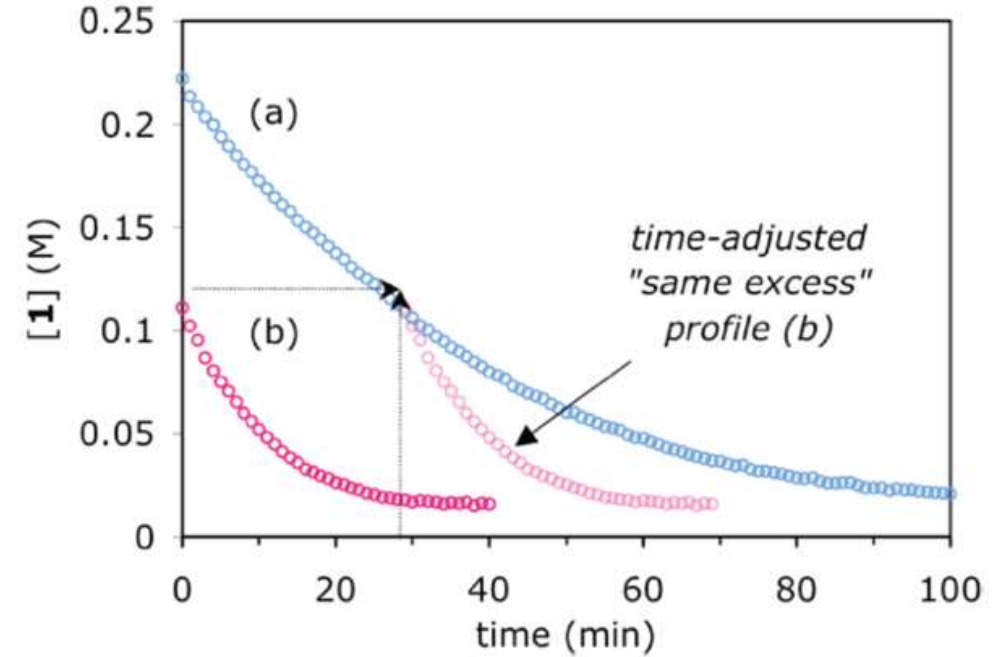 0.25
0.2
0.15
0.1
0.05
0
[1] (M)
(a)
(b)
time-adjusted
"same excess"
profile (b)
0 20 40 60 80 100
time (min)